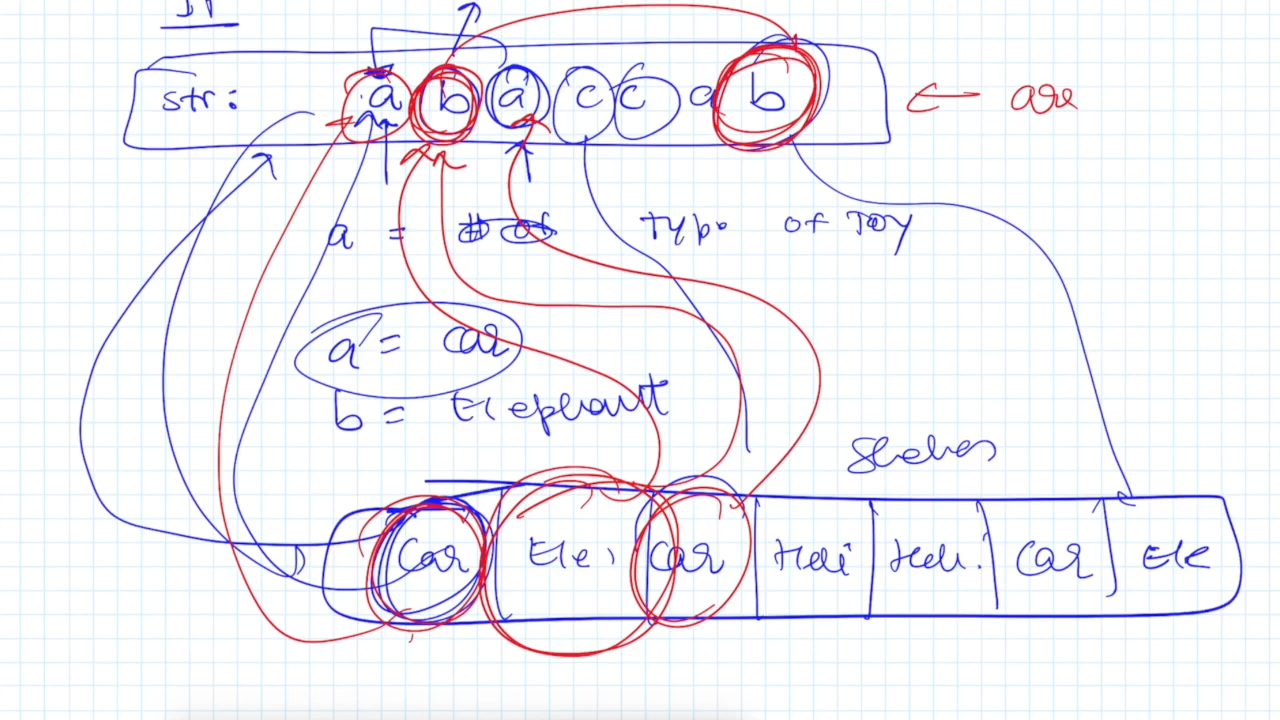 str: a b a c c a b ← are
a = # of type of Toy
a = car
b = Elephant
Shelves
Car Ele, Car Heli Heli. Car Ele